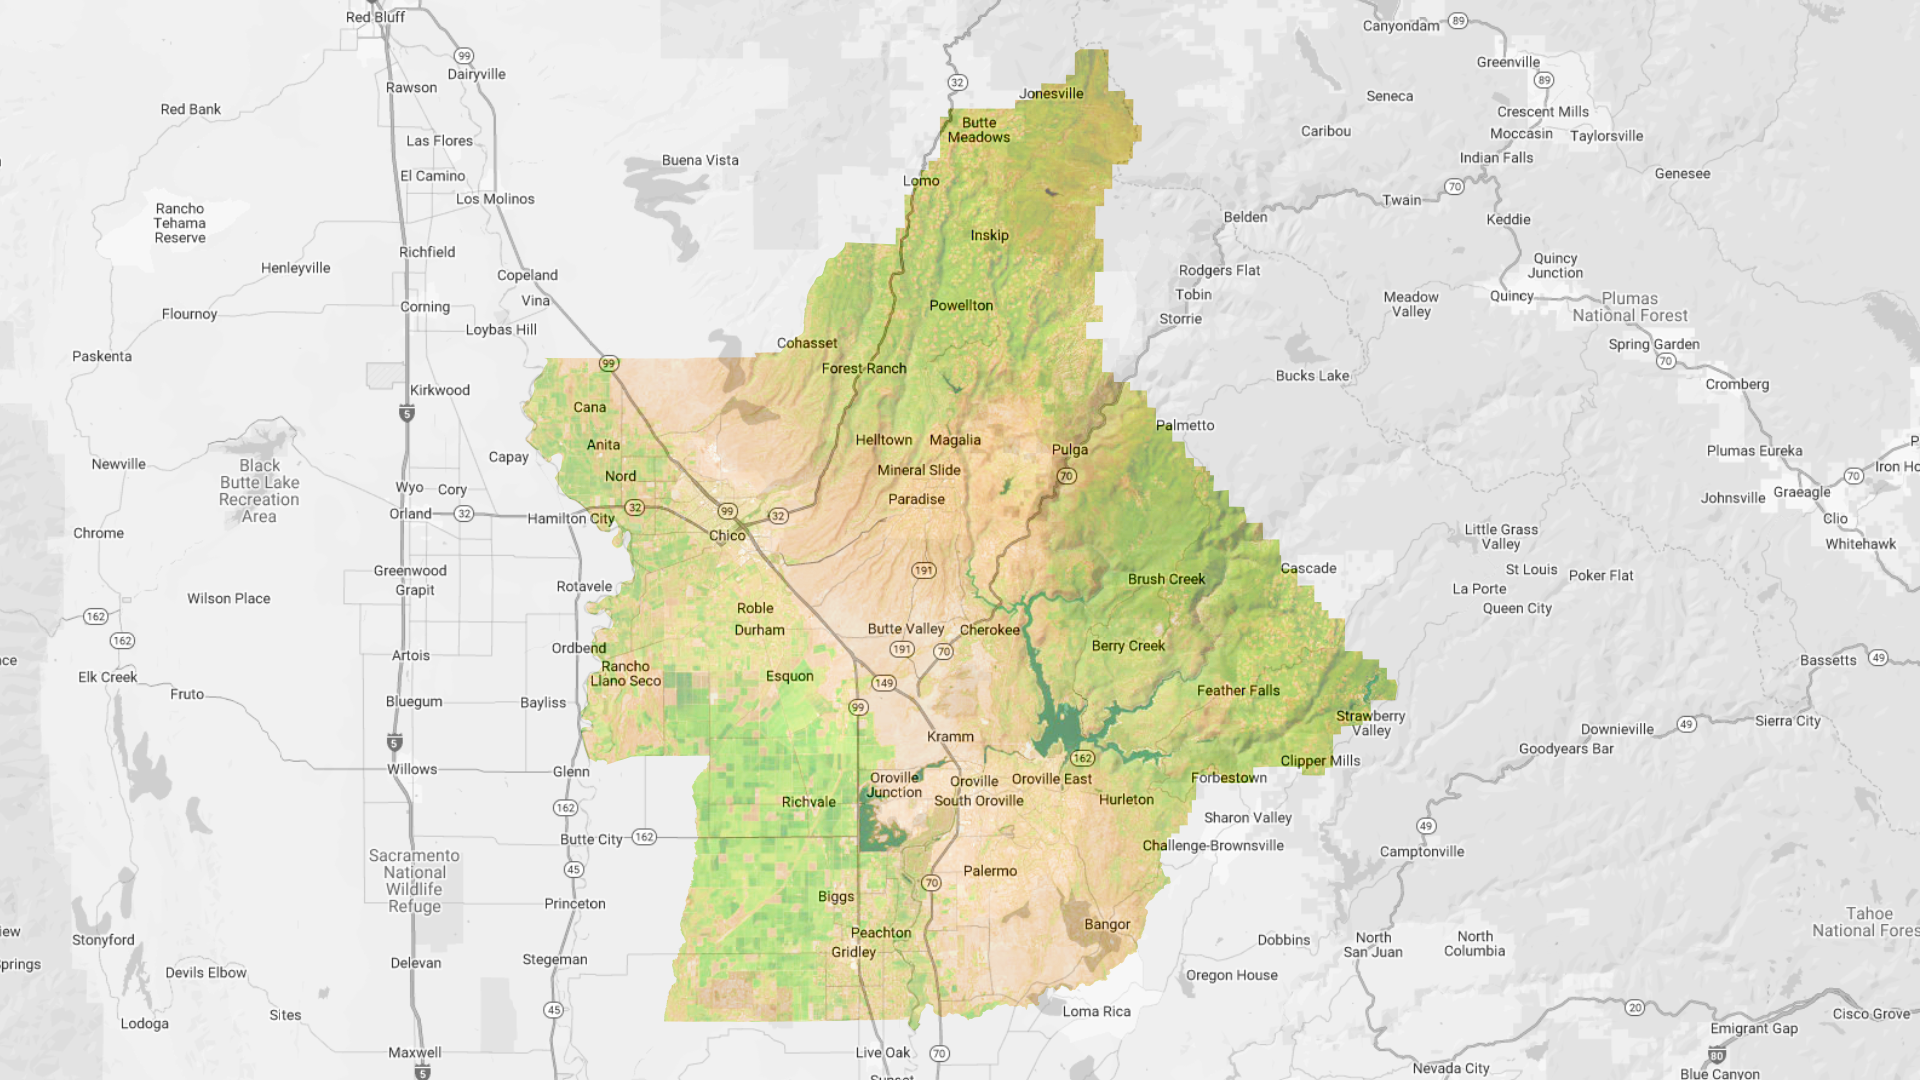 Red Bluff
99
Dairyville
Rawson
Red Bank
Las Flores
El Camino
Los Molinos
Rancho
Tehama
Reserve
Richfield
Henleyville
Copeland
Vina
Corning
Flournoy
Loybas Hill
Paskenta
99
Kirkwood
5
Newville
Black
Butte Lake
Recreation
Area
Capay
Wyo
Cory
Orland
32
Hamilton City
Chrome
Greenwood
Grapit
Rotavele
Wilson Place
162
162
Artois
Ordbend
Elk Creek
Fruto
Bluegum
Bayliss
5
Willows
Glenn
162
Butte City
162
Sacramento
National
Wildlife
Refuge
45
Princeton
Stonyford
Devils Elbow
Delevan
Stegeman
45
Sites
Lodoga
Maxwell
5
Buena Vista
32
Jonesville
Butte
Meadows
Lomo
Inskip
Powellton
Cohasset
Forest Ranch
Cana
Anita
Nord
32
Helltown
Magalia
Mineral Slide
Paradise
Pulga
70
99
32
Chico
191
Roble
Durham
Butte Valley
Cherokee
191
70
Brush Creek
Berry Creek
Rancho
Llano Seco
Esquon
149
99
Feather Falls
Strawberry
Valley
Kramm
162
Clipper Mills
Oroville
Junction
Oroville
Oroville East
Forbestown
Richvale
South Oroville
Hurleton
Sharon Valley
Challenge-Brownsville
Palermo
70
Biggs
Bangor
Peachton
Gridley
Dobbins
Oregon House
Loma Rica
Live Oak
70
Canyondam
89
Greenville
89
Seneca
Crescent Mills
Caribou
Moccasin
Taylorsville
Indian Falls
Genesee
70
Twain
Belden
Keddie
Rodgers Flat
Quincy
Junction
Tobin
Meadow
Valley
Quincy
Plumas
National Forest
Storrie
Spring Garden
70
Bucks Lake
Cromberg
Palmetto
Plumas Eureka
70
Johnsville
Graeagle
Clio
Whitehawk
Little Grass
Valley
Cascade
St Louis
Poker Flat
La Porte
Queen City
Bassetts
49
Downieville
49
Sierra City
Goodyears Bar
49
Camptonville
Tahoe
North
San Juan
North
Columbia
20
Cisco Grove
Emigrant Gap
80
Nevada City
Blue Canyon